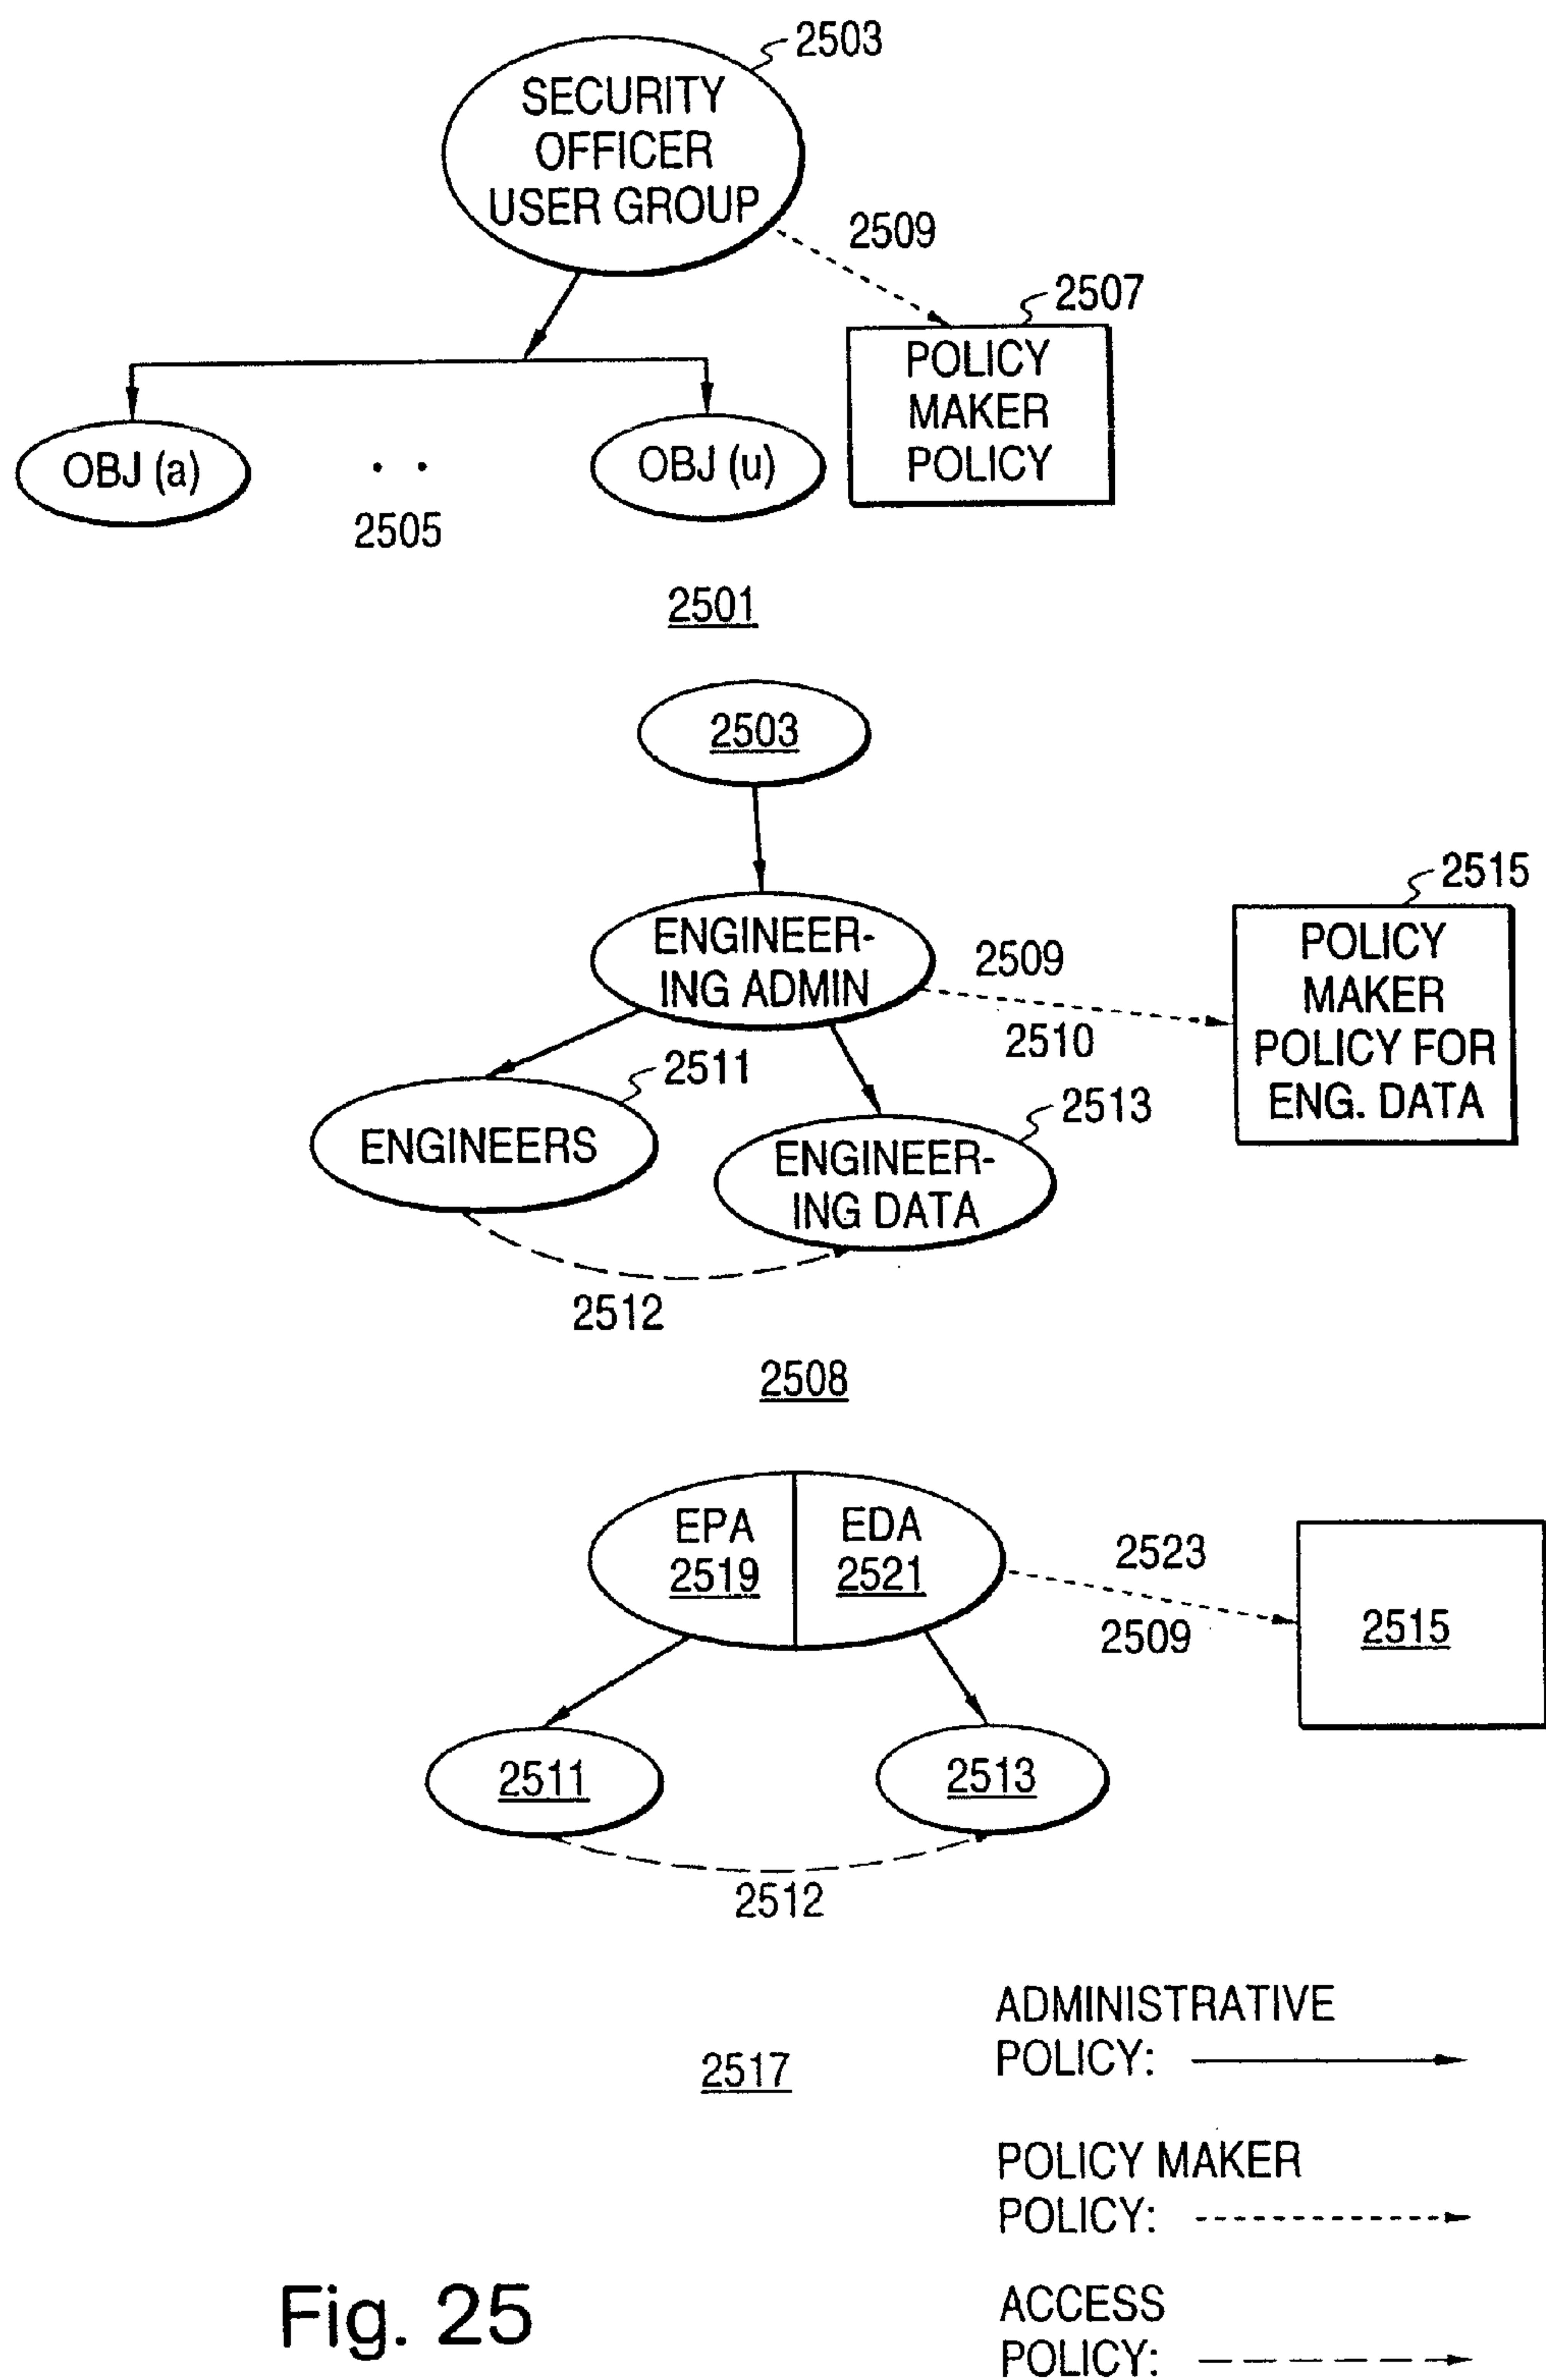 2503
SECURITY
OFFICER
USER GROUP
2509
2507
POLICY
MAKER
POLICY
OBJ (a)
. .
OBJ (u)
2505
2501
2503
ENGINEER-
ING ADMIN
2509
2510
2515
POLICY
MAKER
POLICY FOR
ENG. DATA
2511
ENGINEERS
2513
ENGINEER-
ING DATA
2512
2508
EPA
2519
EDA
2521
2523
2509
2515
2511
2513
2512
2517
ADMINISTRATIVE
POLICY:
POLICY MAKER
POLICY:
ACCESS
POLICY:
Fig. 25